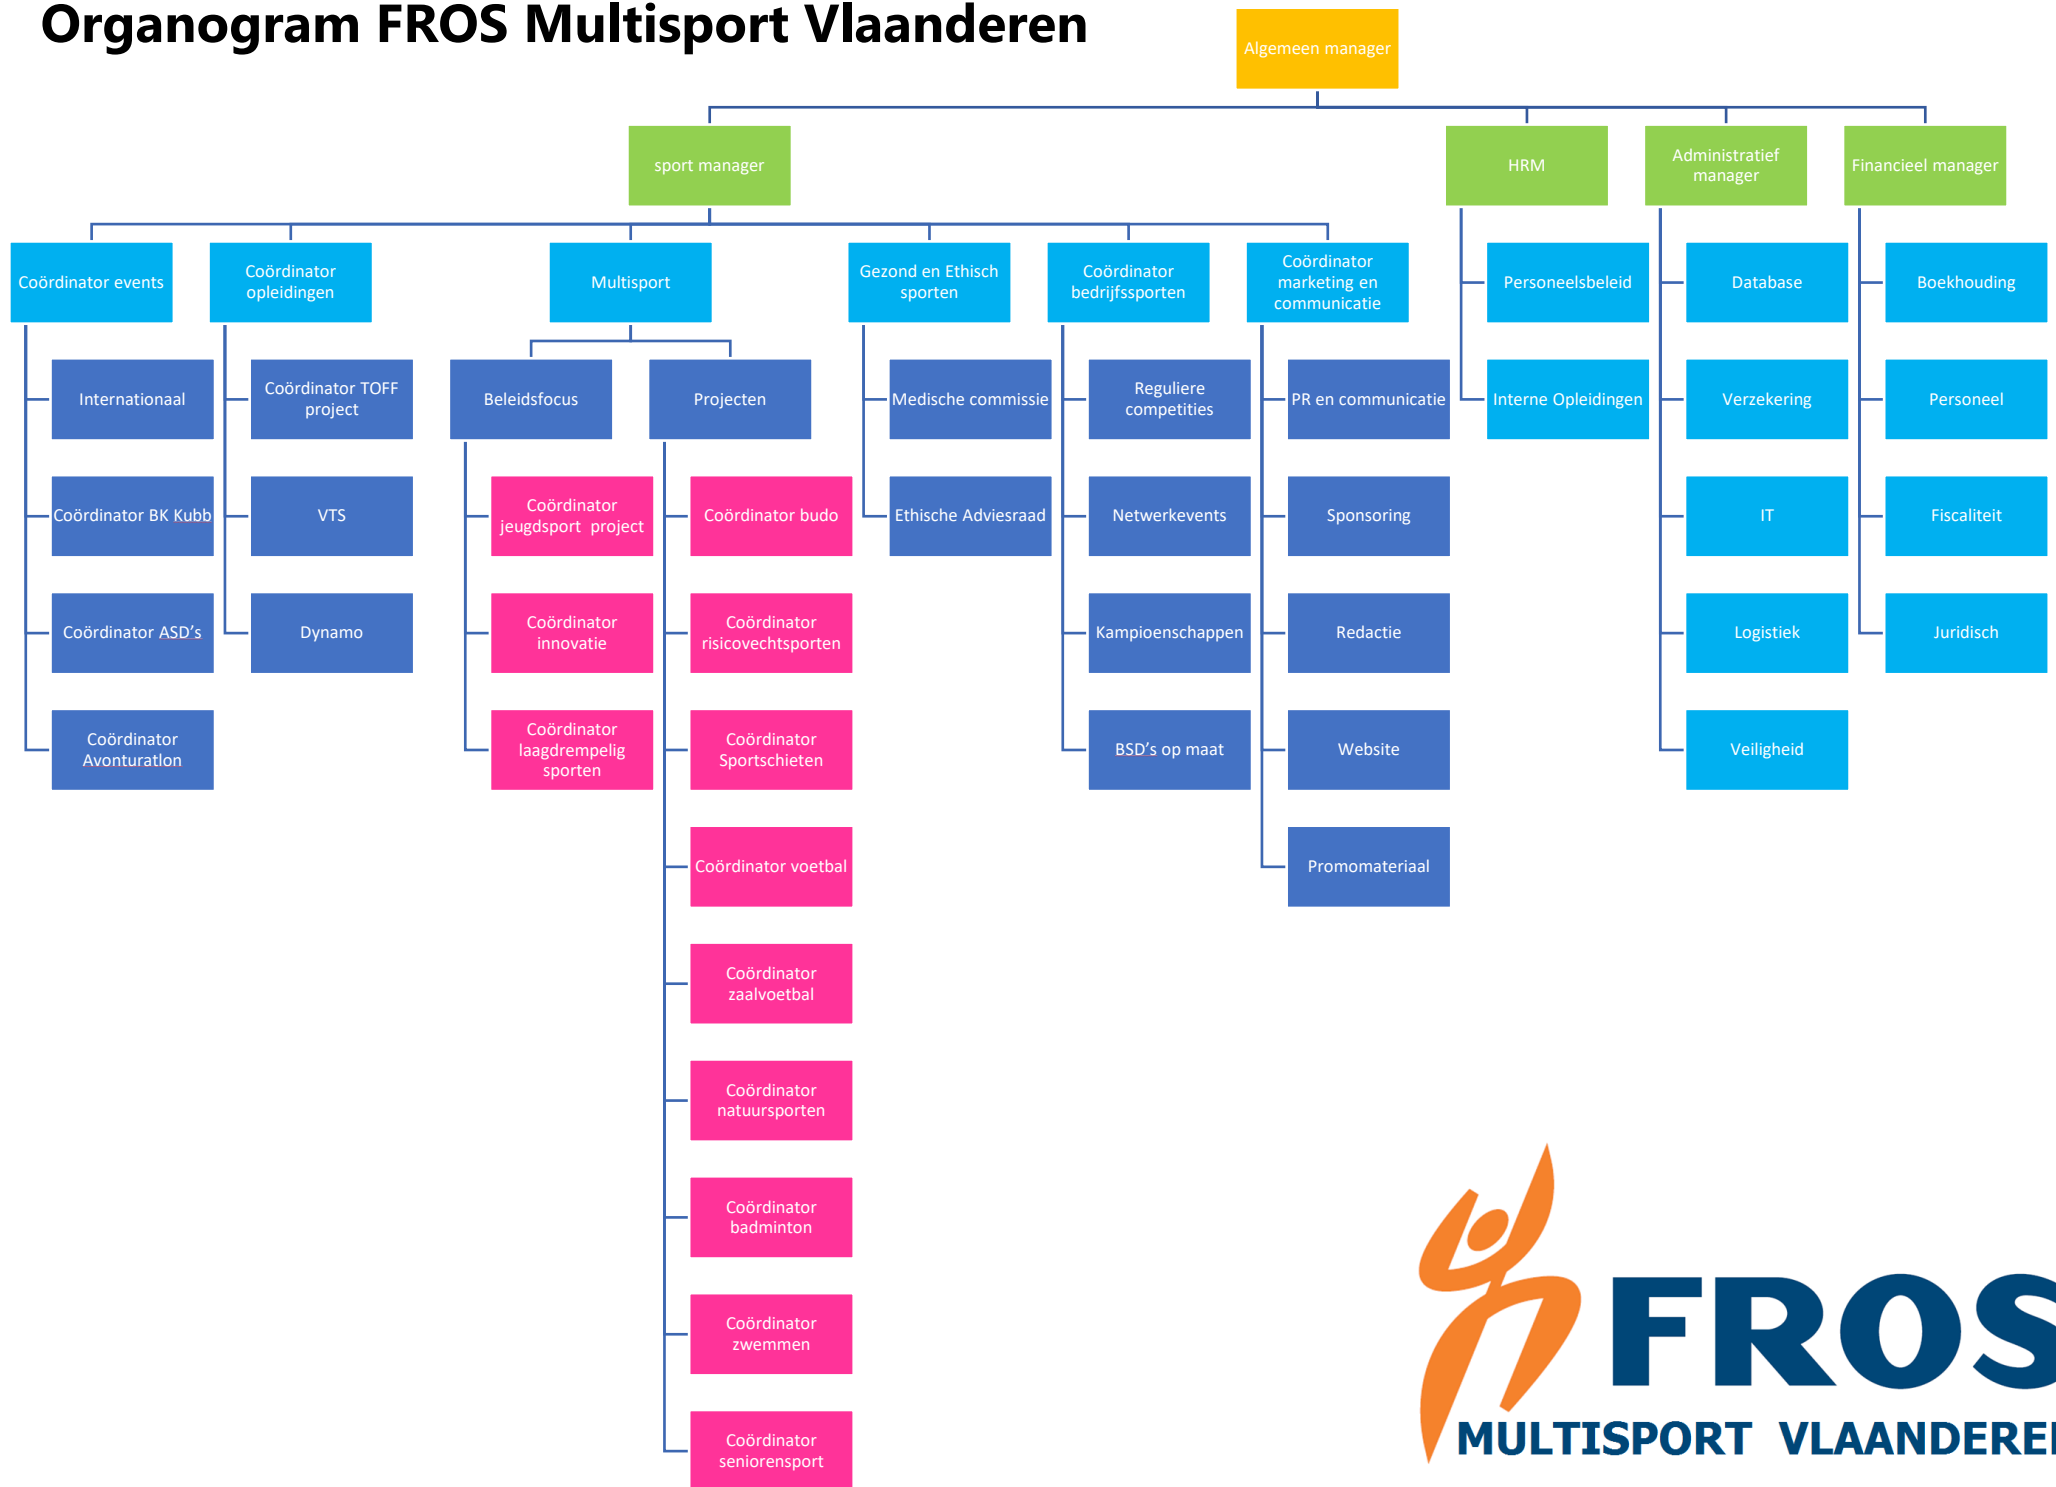 Organogram FROS Multisport Vlaanderen
Algemeen manager
sport manager
HRM
Administratief
manager
Financieel manager
Coördinator events
Coördinator
opleidingen
Multisport
Gezond en Ethisch
sporten
Coördinator
bedrijfssporten
Coördinator
marketing en
communicatie
Personeelsbeleid
Database
Boekhouding
Internationaal
Coördinator TOFF
project
Beleidsfocus
Projecten
Medische commissie
Reguliere
competities
PR en communicatie
Interne Opleidingen
Verzekering
Personeel
Coördinator BK Kubb
VTS
Coördinator
jeugdsport  project
Coördinator budo
Ethische Adviesraad
Netwerkevents
Sponsoring
IT
Fiscaliteit
Coördinator ASD’s
Dynamo
Coördinator
innovatie
Coördinator
risicovechtsporten
Kampioenschappen
Redactie
Logistiek
Juridisch
Coördinator
Avonturatlon
Coördinator
laagdrempelig
sporten
Coördinator
Sportschieten
BSD’s op maat
Website
Veiligheid
Coördinator voetbal
Promomateriaal
Coördinator
zaalvoetbal
Coördinator
natuursporten
Coördinator
badminton
Coördinator
zwemmen
Coördinator
seniorensport
FROS
MULTISPORT VLAANDEREN